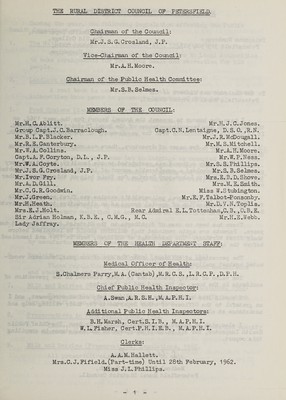 THE RURAL DISTRICT COUNCIL OF PETERSFIELD
Chairman of the Council:
Mr.J.S.G.Crosland, J.P.
Vice-Chairman of the Council:
Mr.A.H.Moore.
Chairman of the Public Health Committee:
Mr.S.B.Selmes.
MEMBERS OF THE COUNCIL:
Mr.H.C.Ablitt. Mr.H.J.C.Jones.
Group Capt.J.C.Barraclough. Capt.C.N.Lentaigne, D.S.O.,R.N.
Mr.B.L.P.Blacker. Mr.J.R.McDougall.
Mr.R.E.Canterbury. Mr.M.S.Mitchell.
Mr.W.A.Collins. Mr.A.H.Moore.
Capt.A.F.Coryton, D.L., J.P. Mr.W.P.Ness.
Mr.W.A.Coyte. Mr.S.S.Phillips.
Mr.J.S.G.Crosland, J.P. Mr.S.B.Selmes.
Mr.Ivor Fry. Mrs.B.S.D.Shove.
Mr.A.D.Gill. Mrs.N.E.Smith.
Mr.C.G.R.Goodwin. Miss W.Stubington.
Mr.J.Green. Mr.E.F.Talbot-Ponsonby.
Mr.H.Heath. Mr.D.V.N.Toplis.
Mrs.E.J.Holt. Rear Admiral E.L.Tottenham,C.B.,O.B.E.
Sir Adrian Holman, K.B.E., C.M.G., M.C. Mr.H.E.Webb.
Lady Jaffray.
MEMBERS OF THE HEALTH DEPARTMENT STAFF:
Medical Officer of Health:
B.Chalmers Parry,M.A.(Cantab),M.R.C.S.,L.R.C.P.,D.P.H.
Chief Public Health Inspector:
A.Swan,A.R.S.H.,M.A.P.H.I.
Additional Public Health Inspectors:
B.H.Marsh, Cert.S.I.B., M.A.P.H.I.
W.L.Fisher, Cert.P.H.I.E.B., M.A.P.H.I.
Clerks:
A.A.M.Hallett.
Mrs.C.J.Fifield.(Part-time) Until 28th February, 1962.
Miss J.L.Phillips.